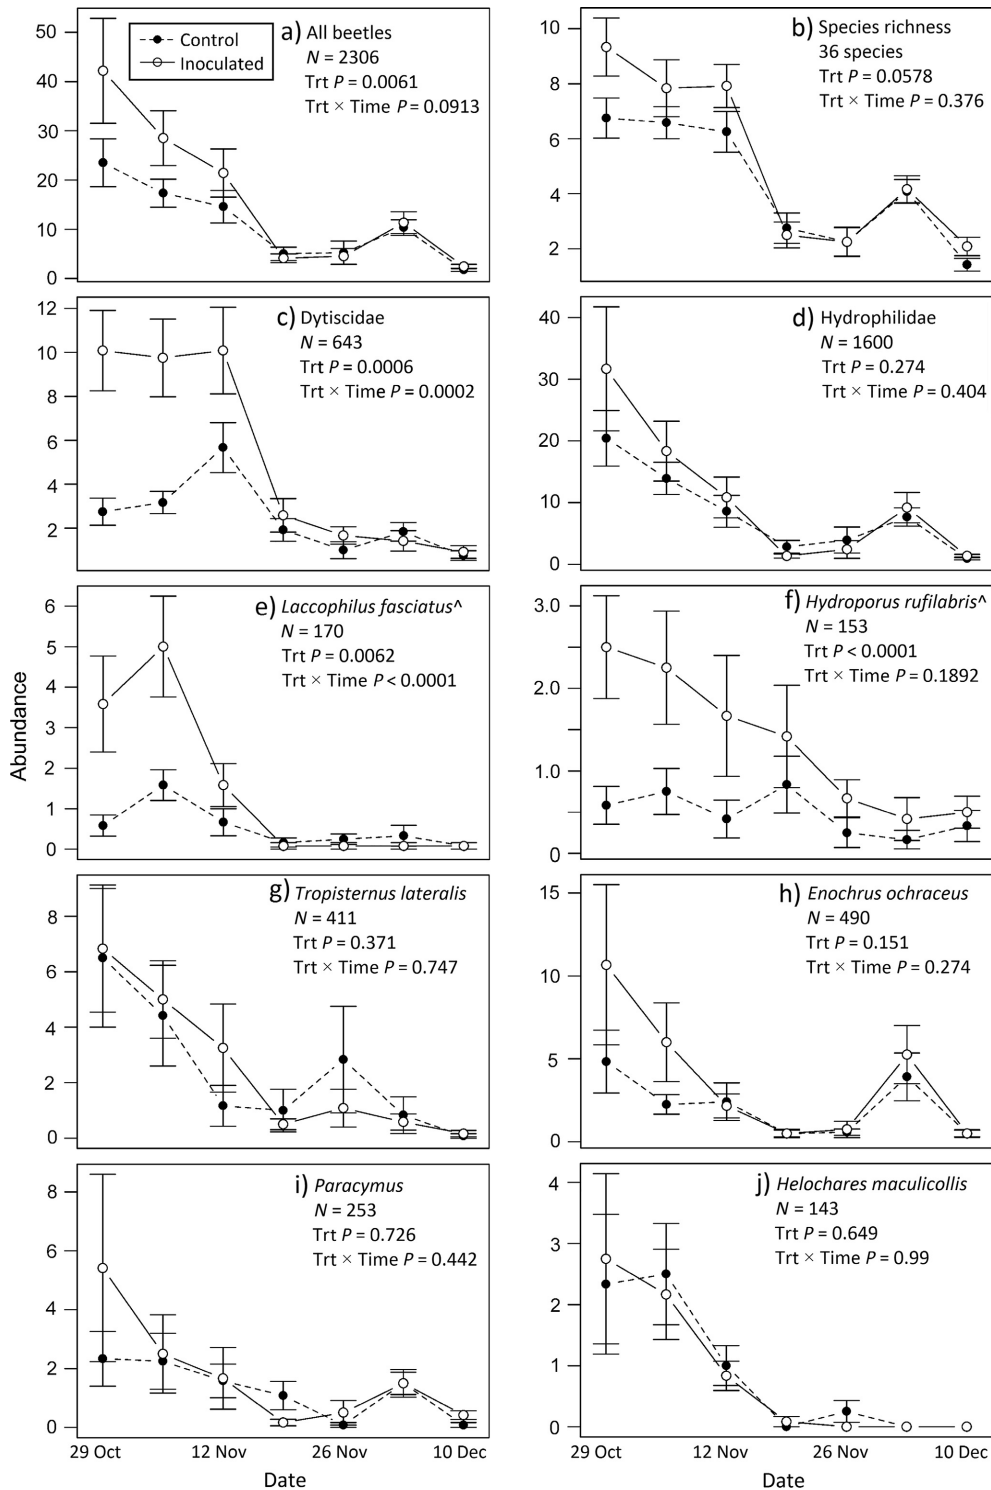 Control
Inoculated
a) All beetles
N = 2306
Trt P = 0.0061
Trt × Time P = 0.0913
50
40
30
20
10
0
b) Species richness
36 species
Trt P = 0.0578
Trt × Time P = 0.376
10
8
6
4
2
c) Dytiscidae
N = 643
Trt P = 0.0006
Trt × Time P = 0.0002
12
10
8
6
4
2
d) Hydrophilidae
N = 1600
Trt P = 0.274
Trt × Time P = 0.404
40
30
20
10
0
e) Laccophilus fasciatus^
N = 170
Trt P = 0.0062
Trt × Time P < 0.0001
6
5
4
3
2
1
0
f) Hydroporus rufilabris^
N = 153
Trt P < 0.0001
Trt × Time P = 0.1892
3.0
2.0
1.0
0
Abundance
g) Tropisternus lateralis
N = 411
Trt P = 0.371
Trt × Time P = 0.747
8
6
4
2
0
h) Enochrus ochraceus
N = 490
Trt P = 0.151
Trt × Time P = 0.274
15
10
5
0
i) Paracymus
N = 253
Trt P = 0.726
Trt × Time P = 0.442
8
6
4
2
0
29 Oct 12 Nov 26 Nov 10 Dec
Date
j) Helochares maculicollis
N = 143
Trt P = 0.649
Trt × Time P = 0.99
4
3
2
1
0
29 Oct 12 Nov 26 Nov 10 Dec
Date